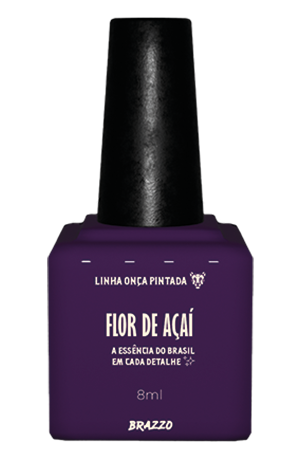 LINHA ONÇA PINTADA
FLOR DE AÇAÍ
A ESSÊNCIA DO BRASIL
EM CADA DETALHE
8ml
BRAZZO